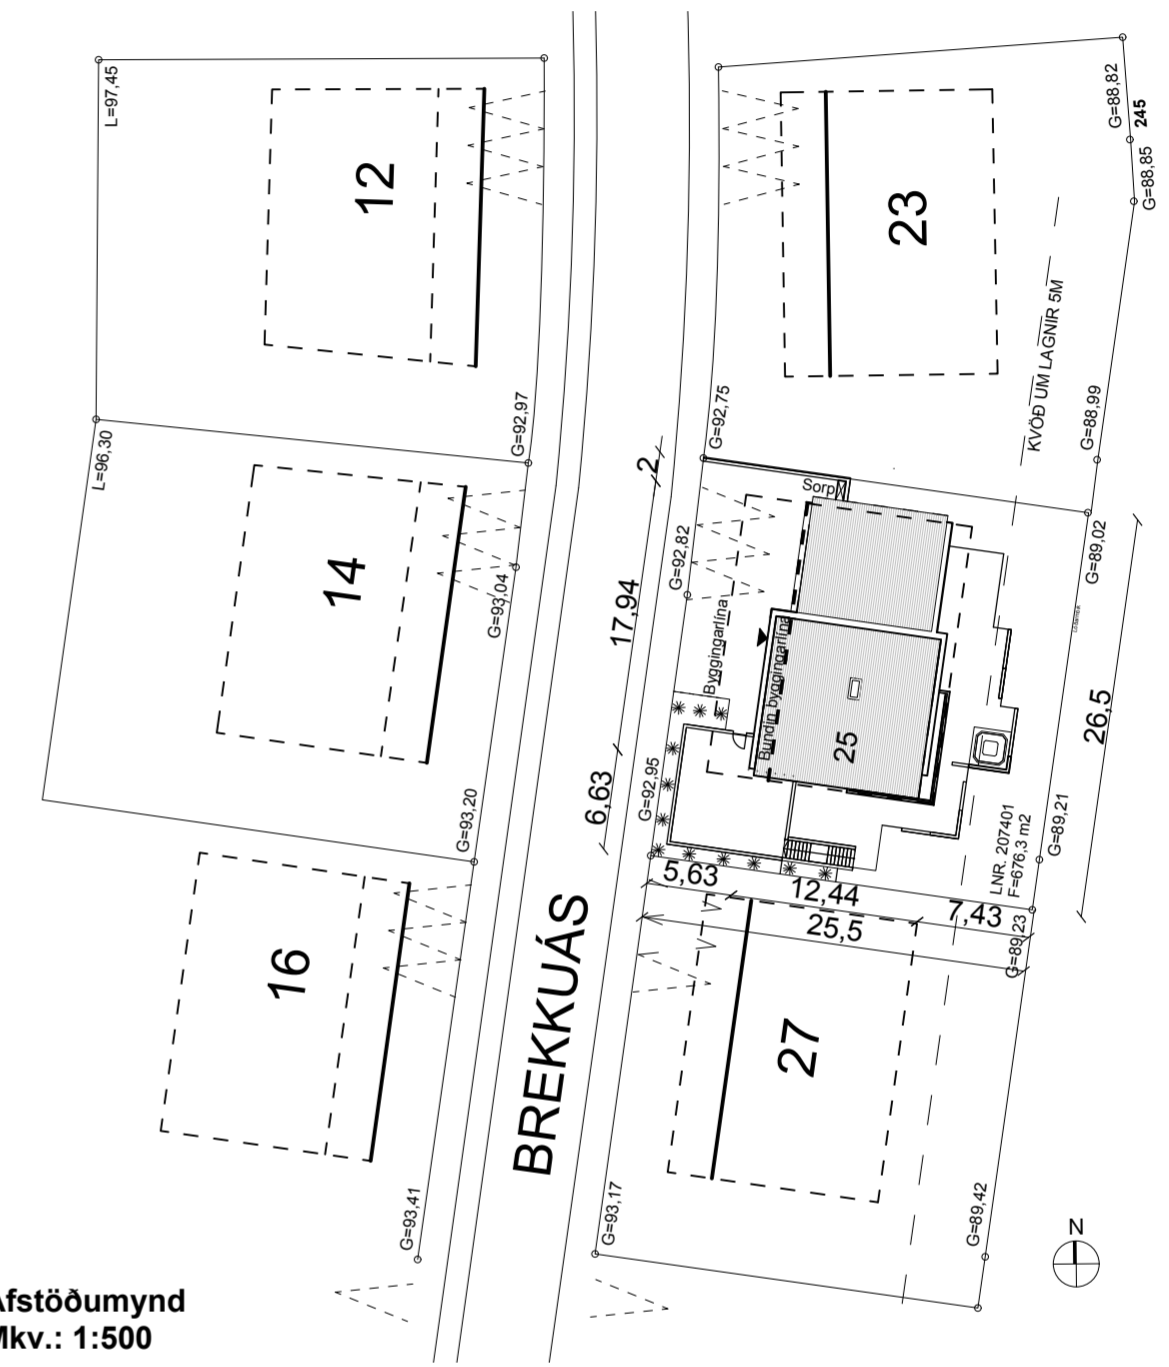 L=97,45
12
G=92,97
L=96,30
14
G=93,04
G=93,20
16
G=93,41
BREKKUÁS
G=88,82
245
G=88,85
23
KVÖÐ UM LAGNIR 5M
G=88,99
G=92,75
2
Sorp
G=89,02
G=92,82
17,94
Byggingarlína
Bundin byggingarlína
25
26,5
6,63
G=92,95
G=89,21
LNR. 207401
F=676,3 m2
5,63
12,44
7,43
25,5
G=89,23
27
G=93,17
G=89,42
N
Afstöðumynd
Mkv.: 1:500